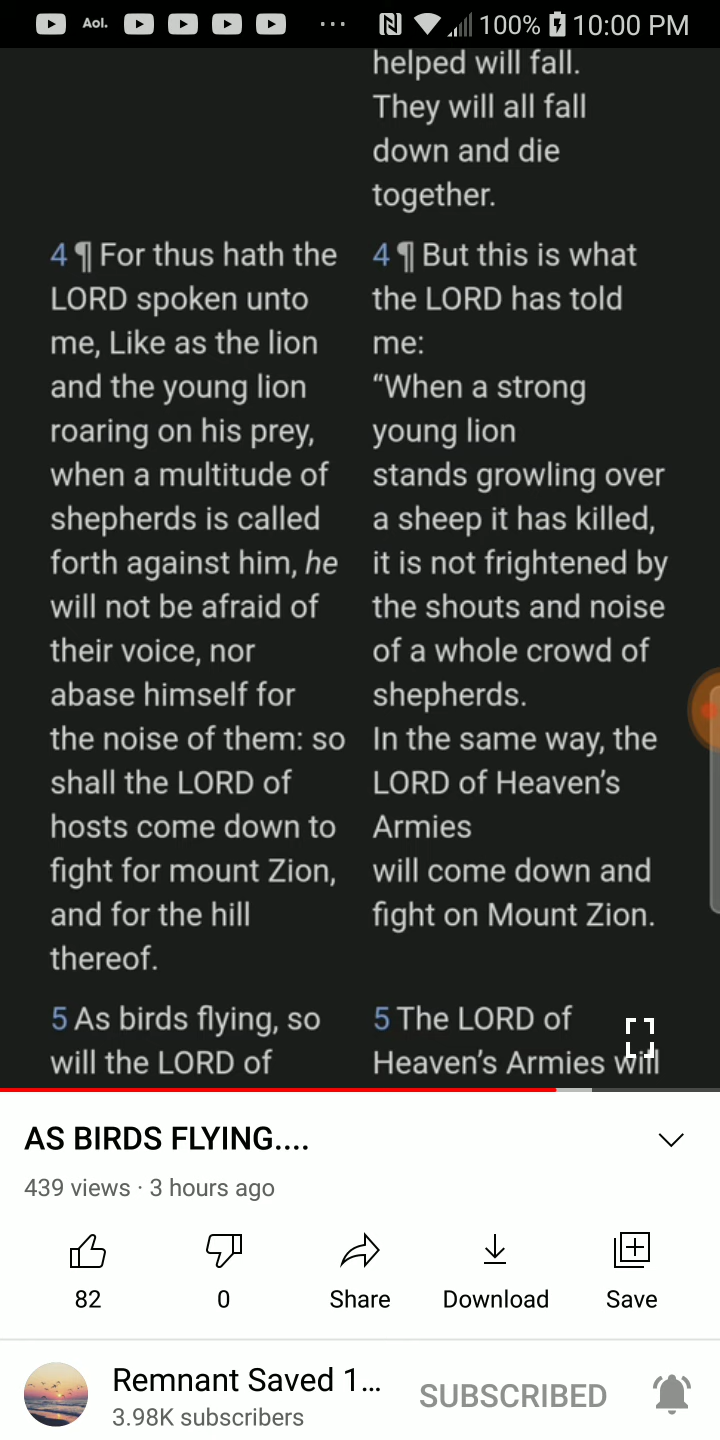 Aol. ... 100% 10:00 PM
helped will fall.
They will all fall
down and die
together.
4 ¶ For thus hath the
LORD spoken unto
me, Like as the lion
and the young lion
roaring on his prey,
when a multitude of
shepherds is called
forth against him, he
will not be afraid of
their voice, nor
abase himself for
the noise of them: so
shall the LORD of
hosts come down to
fight for mount Zion,
and for the hill
thereof.
5 As birds flying, so
will the LORD of
4 ¶ But this is what
the LORD has told
me:
“When a strong
young lion
stands growling over
a sheep it has killed,
it is not frightened by
the shouts and noise
of a whole crowd of
shepherds.
In the same way, the
LORD of Heaven’s
Armies
will come down and
fight on Mount Zion.
5 The LORD of
Heaven’s Armies will
AS BIRDS FLYING....
439 views · 3 hours ago
82 0 Share Download Save
Remnant Saved 1...
3.98K subscribers
SUBSCRIBED